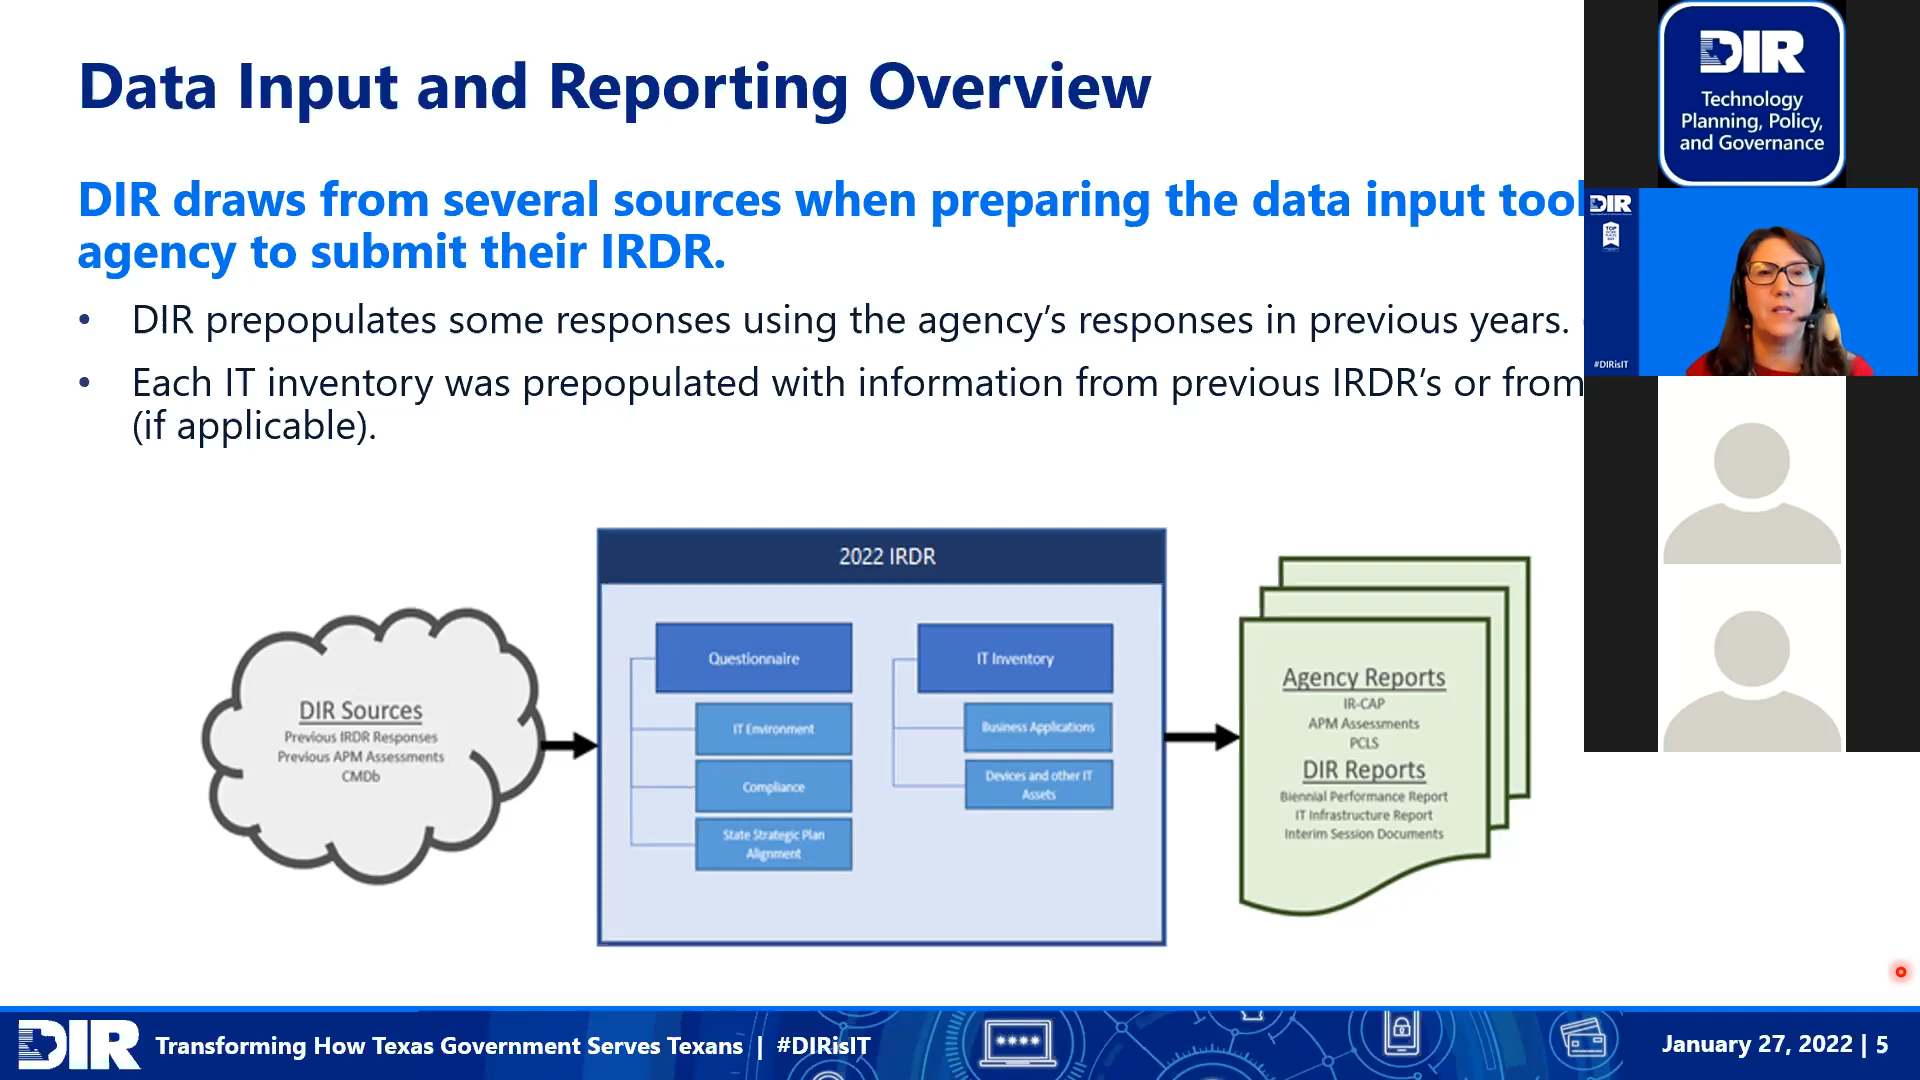 Data Input and Reporting Overview
DIR draws from several sources when preparing the data input tool
agency to submit their IRDR.
• DIR prepopulates some responses using the agency’s responses in previous years.
• Each IT inventory was prepopulated with information from previous IRDR’s or from
(if applicable).
DIR Sources
Previous IRDR Responses
Previous APM Assessments
CMDb
2022 IRDR
Questionnaire
IT Environment
Compliance
State Strategic Plan
Alignment
IT Inventory
Business Applications
Devices and other IT
Assets
Agency Reports
IR-CAP
APM Assessments
PCLS
DIR Reports
Biennial Performance Report
IT Infrastructure Report
Interim Session Documents
DIR
Technology
Planning, Policy,
and Governance
DIR
TOP
#DIRisIT
DIR Transforming How Texas Government Serves Texans | #DIRisIT
****
January 27, 2022 | 5